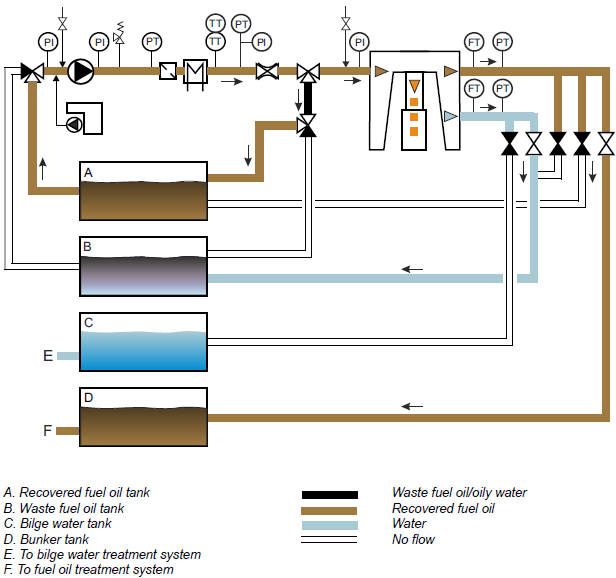 TT PT
PI PI PT TT PI PI FT PT
FT PT
A
B
C
E
D
F
A. Recovered fuel oil tank
B. Waste fuel oil tank
C. Bilge water tank
D. Bunker tank
E. To bilge water treatment system
F. To fuel oil treatment system
Waste fuel oil/oily water
Recovered fuel oil
Water
No flow